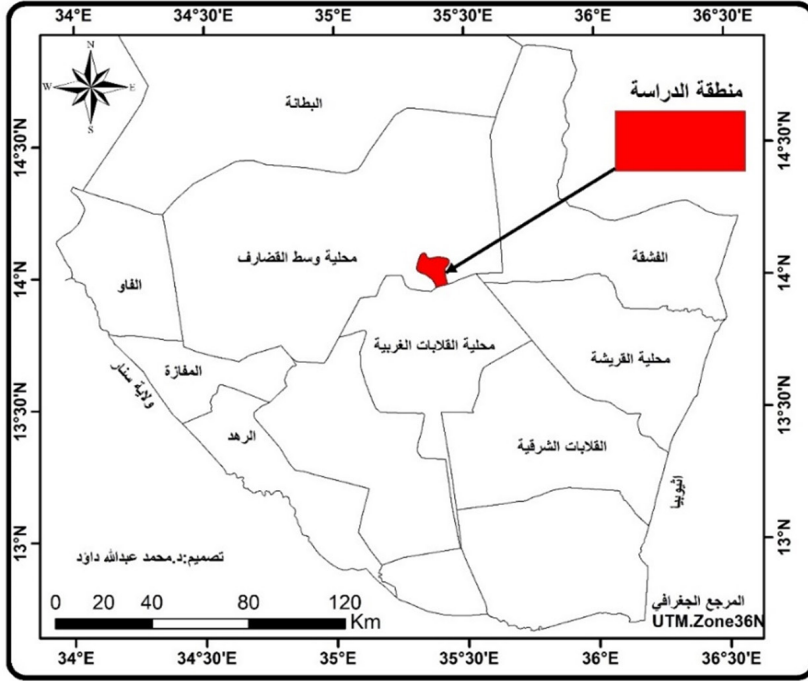 34°E 34°30'E 35°E 35°30'E 36°E 36°30'E
N
W E
S
البطانة
منطقة الدراسة
14°30'N 14°30'N
محلية وسط القضارف
الفشقة
14°N 14°N
الفاو
محلية القلابات الغربية
محلية القريشة
المفازة
ولاية سنار
13°30'N 13°30'N
الرهد
القلابات الشرقية
اثيوبيا
13°N 13°N
تصميم:د.محمد عبدالله داؤد
المرجع الجغرافي
UTM.Zone36N
0 20 40 80 120
Km
34°E 34°30'E 35°E 35°30'E 36°E 36°30'E